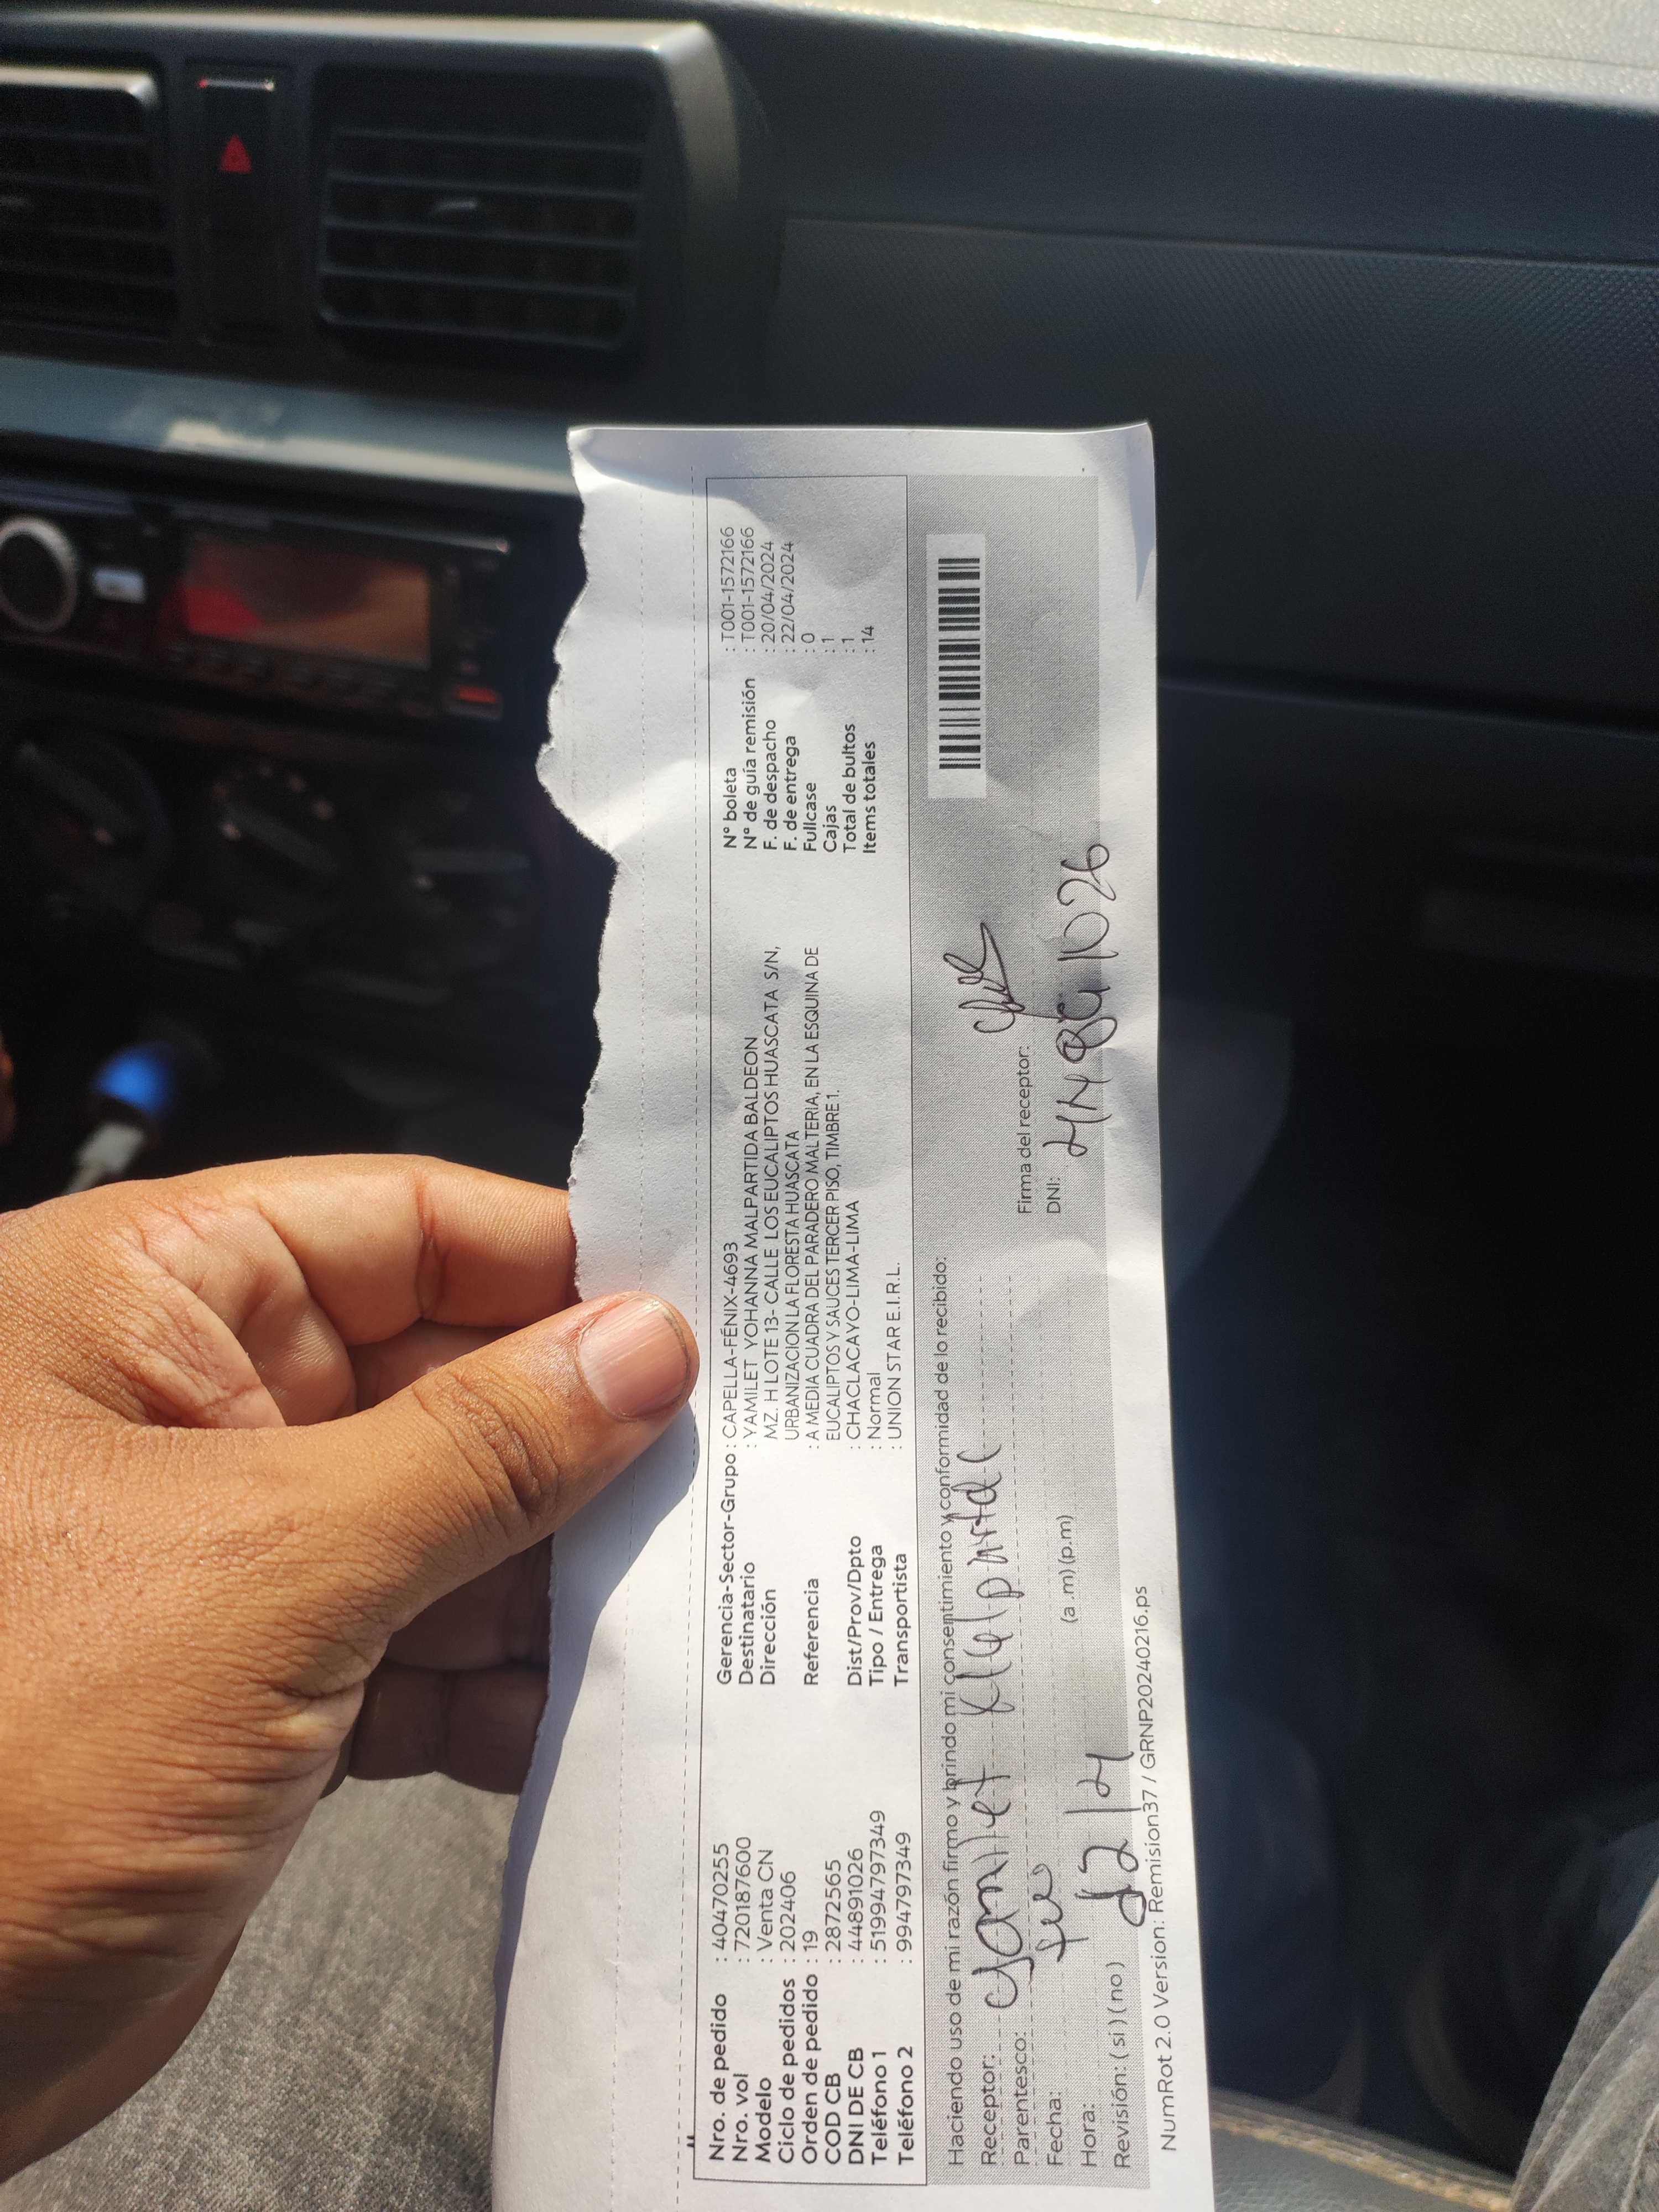 Nro. de pedido : 40470255
Nro. vol : 720187600
Modelo : Venta CN
Ciclo de pedidos : 202406
Orden de pedido : 19
COD CB : 2872565
DNI DE CB : 44891026
Teléfono 1 : 51994797349
Teléfono 2 : 994797349
Gerencia-Sector-Grupo : CAPELLA-FÉNIX-4693
Destinatario : YAMILET YOHANNA MALPARTIDA BALDEON
Dirección MZ. H LOTE 13- CALLE LOS EUCALIPTOS HUASCATA S/N,
URBANIZACION LA FLORESTA HUASCATA
Referencia : A MEDIA CUADRA DEL PARADERO MALTERIA, EN LA ESQUINA DE
EUCALIPTOS Y SAUCES TERCER PISO, TIMBRE 1.
Dist/Prov/Dpto : CHACLACAYO-LIMA-LIMA
Tipo / Entrega : Normal
Transportista : UNION STAR E.I.R.L.
N° boleta : T001-1572166
N° de guía remisión : T001-1572166
F. de despacho : 20/04/2024
F. de entrega : 22/04/2024
Fullcase : 0
Cajas : 1
Total de bultos : 1
Items totales : 14
Haciendo uso de mi razón firmo y brindo mi consentimiento y conformidad de lo recibido:
Receptor: Yamilet
Parentesco:
Fecha: 22/4
Hora: (a.m) (p.m)
Revisión: ( si ) ( no )
Firma del receptor:
DNI: 44891026
NumRot 2.0 Version: Remision37 / GRNP20240216.ps